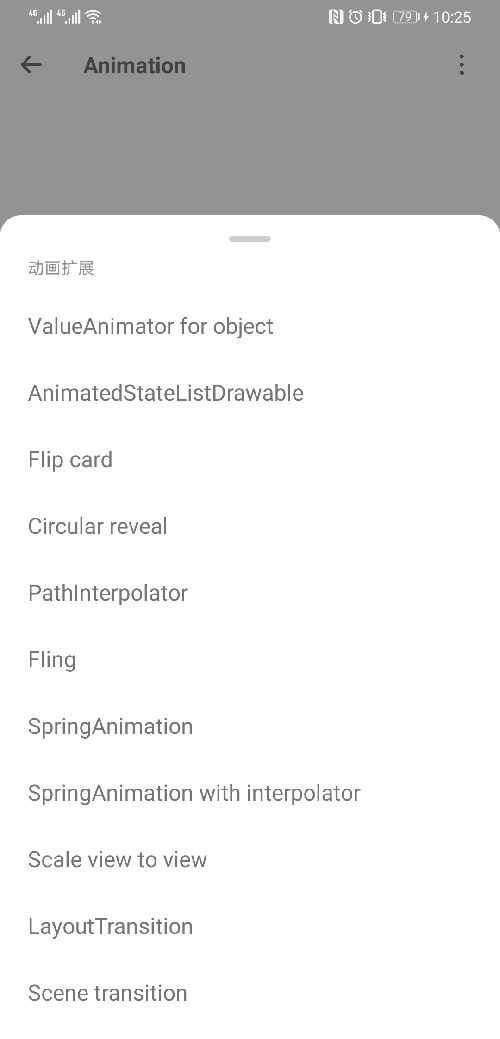 4G 4G 79 10:25
Animation
动画扩展
ValueAnimator for object
AnimatedStateListDrawable
Flip card
Circular reveal
PathInterpolator
Fling
SpringAnimation
SpringAnimation with interpolator
Scale view to view
LayoutTransition
Scene transition